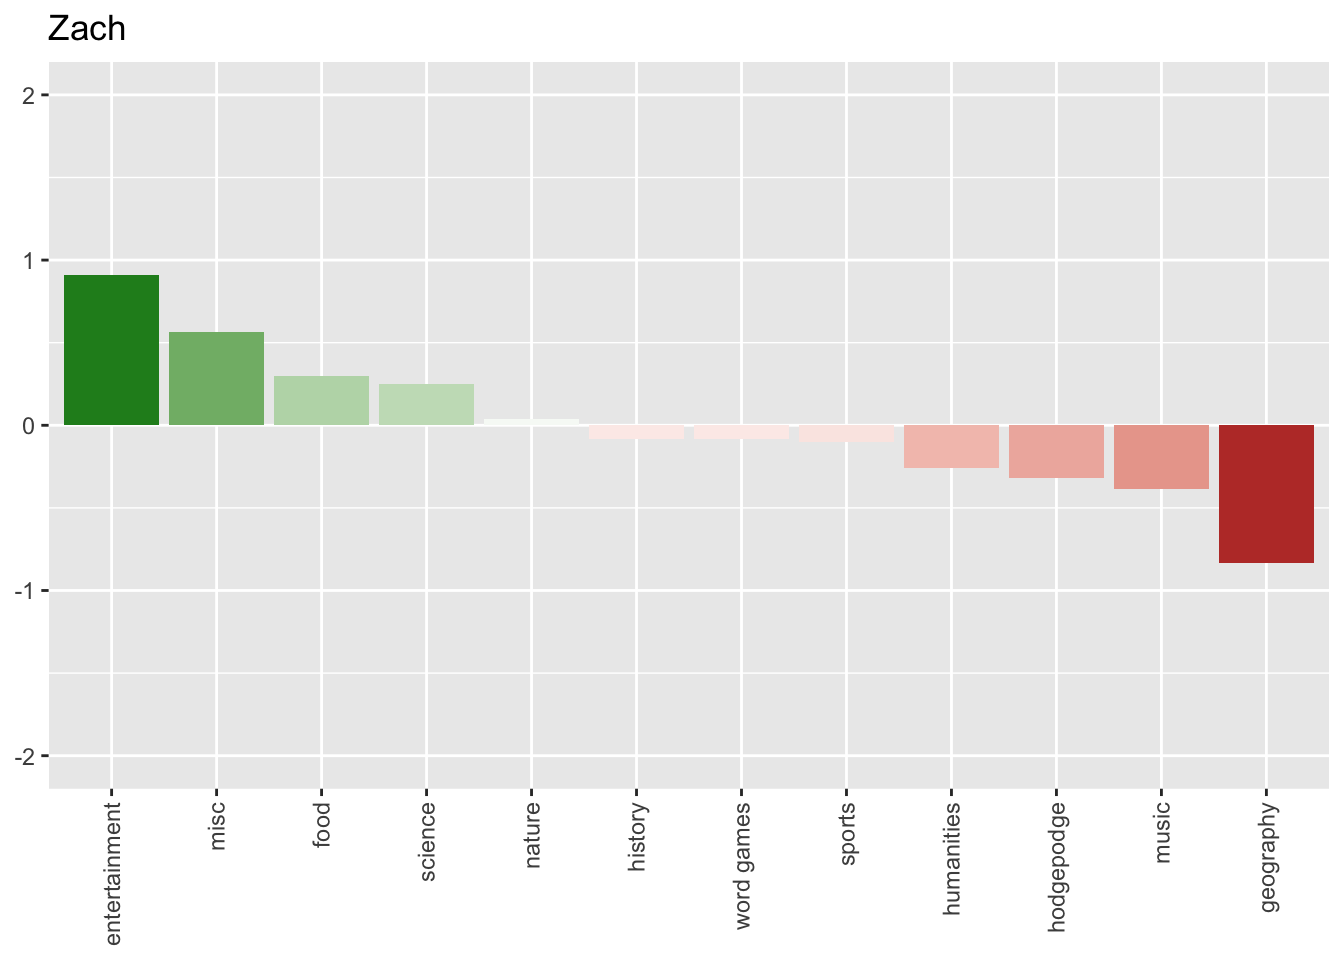 Zach
2
1
0
-1
-2
entertainment
misc
food
science
nature
history
word games
sports
humanities
hodgepodge
music
geography